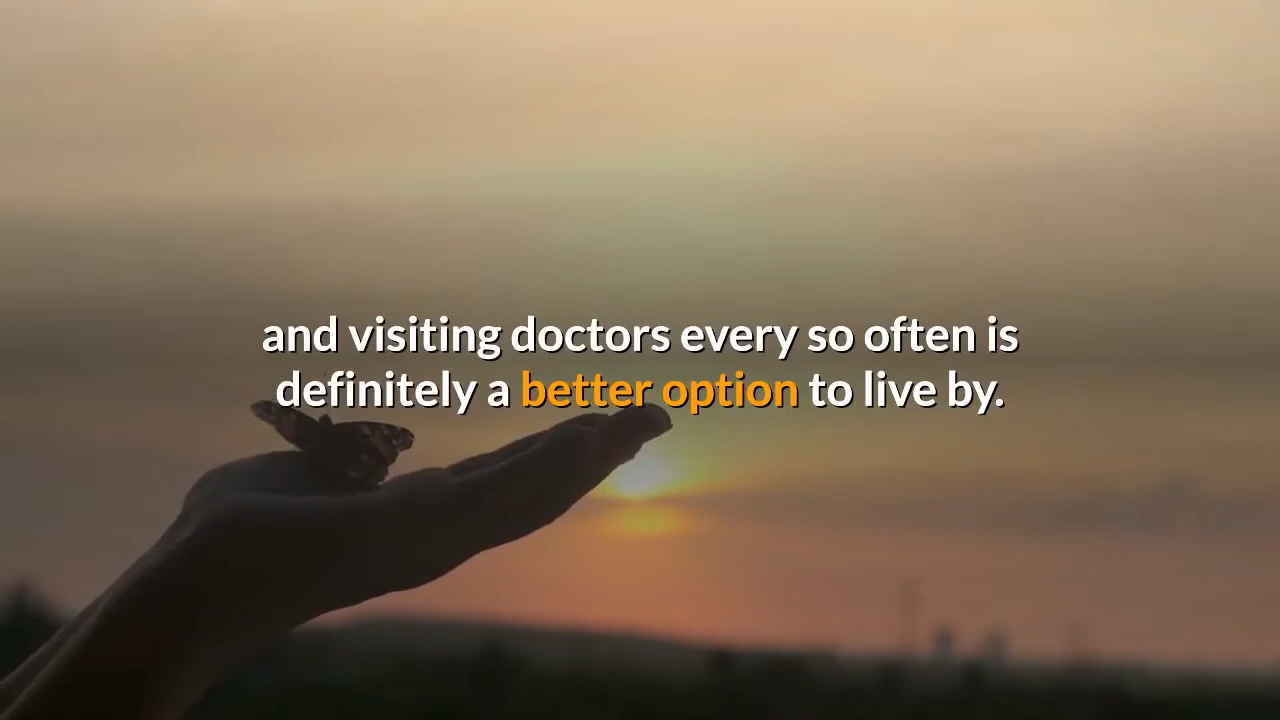 and visiting doctors every so often is
definitely a better option to live by.